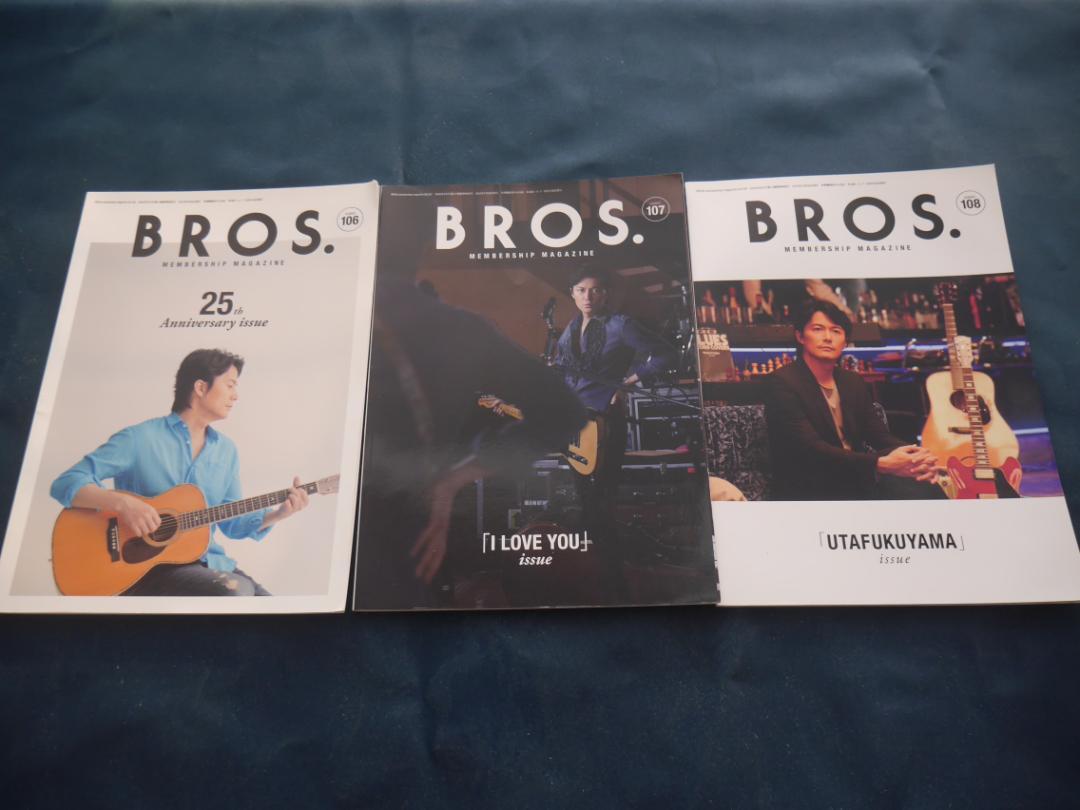 BROS.
106
MEMBERSHIP MAGAZINE
25th
Anniversary issue
BROS.
107
MEMBERSHIP MAGAZINE
「I LOVE YOU」
issue
BROS.
108
MEMBERSHIP MAGAZINE
BLUES
「UTAFUKUYAMA」
issue